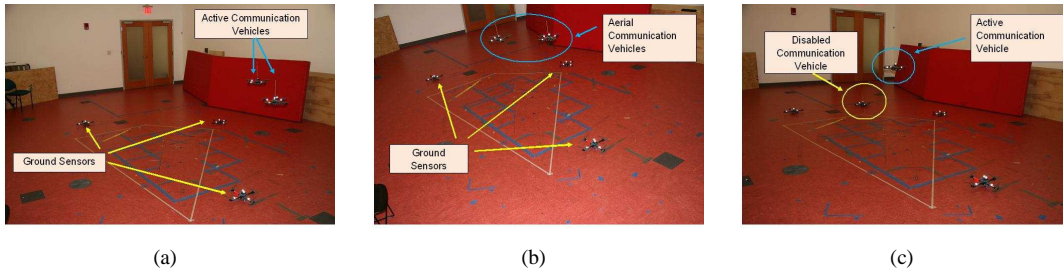 Active Communication
Vehicles
Ground Sensors
(a)
Aerial
Communication
Vehicles
Ground
Sensors
(b)
Disabled
Communication
Vehicle
Active
Communication
Vehicle
(c)